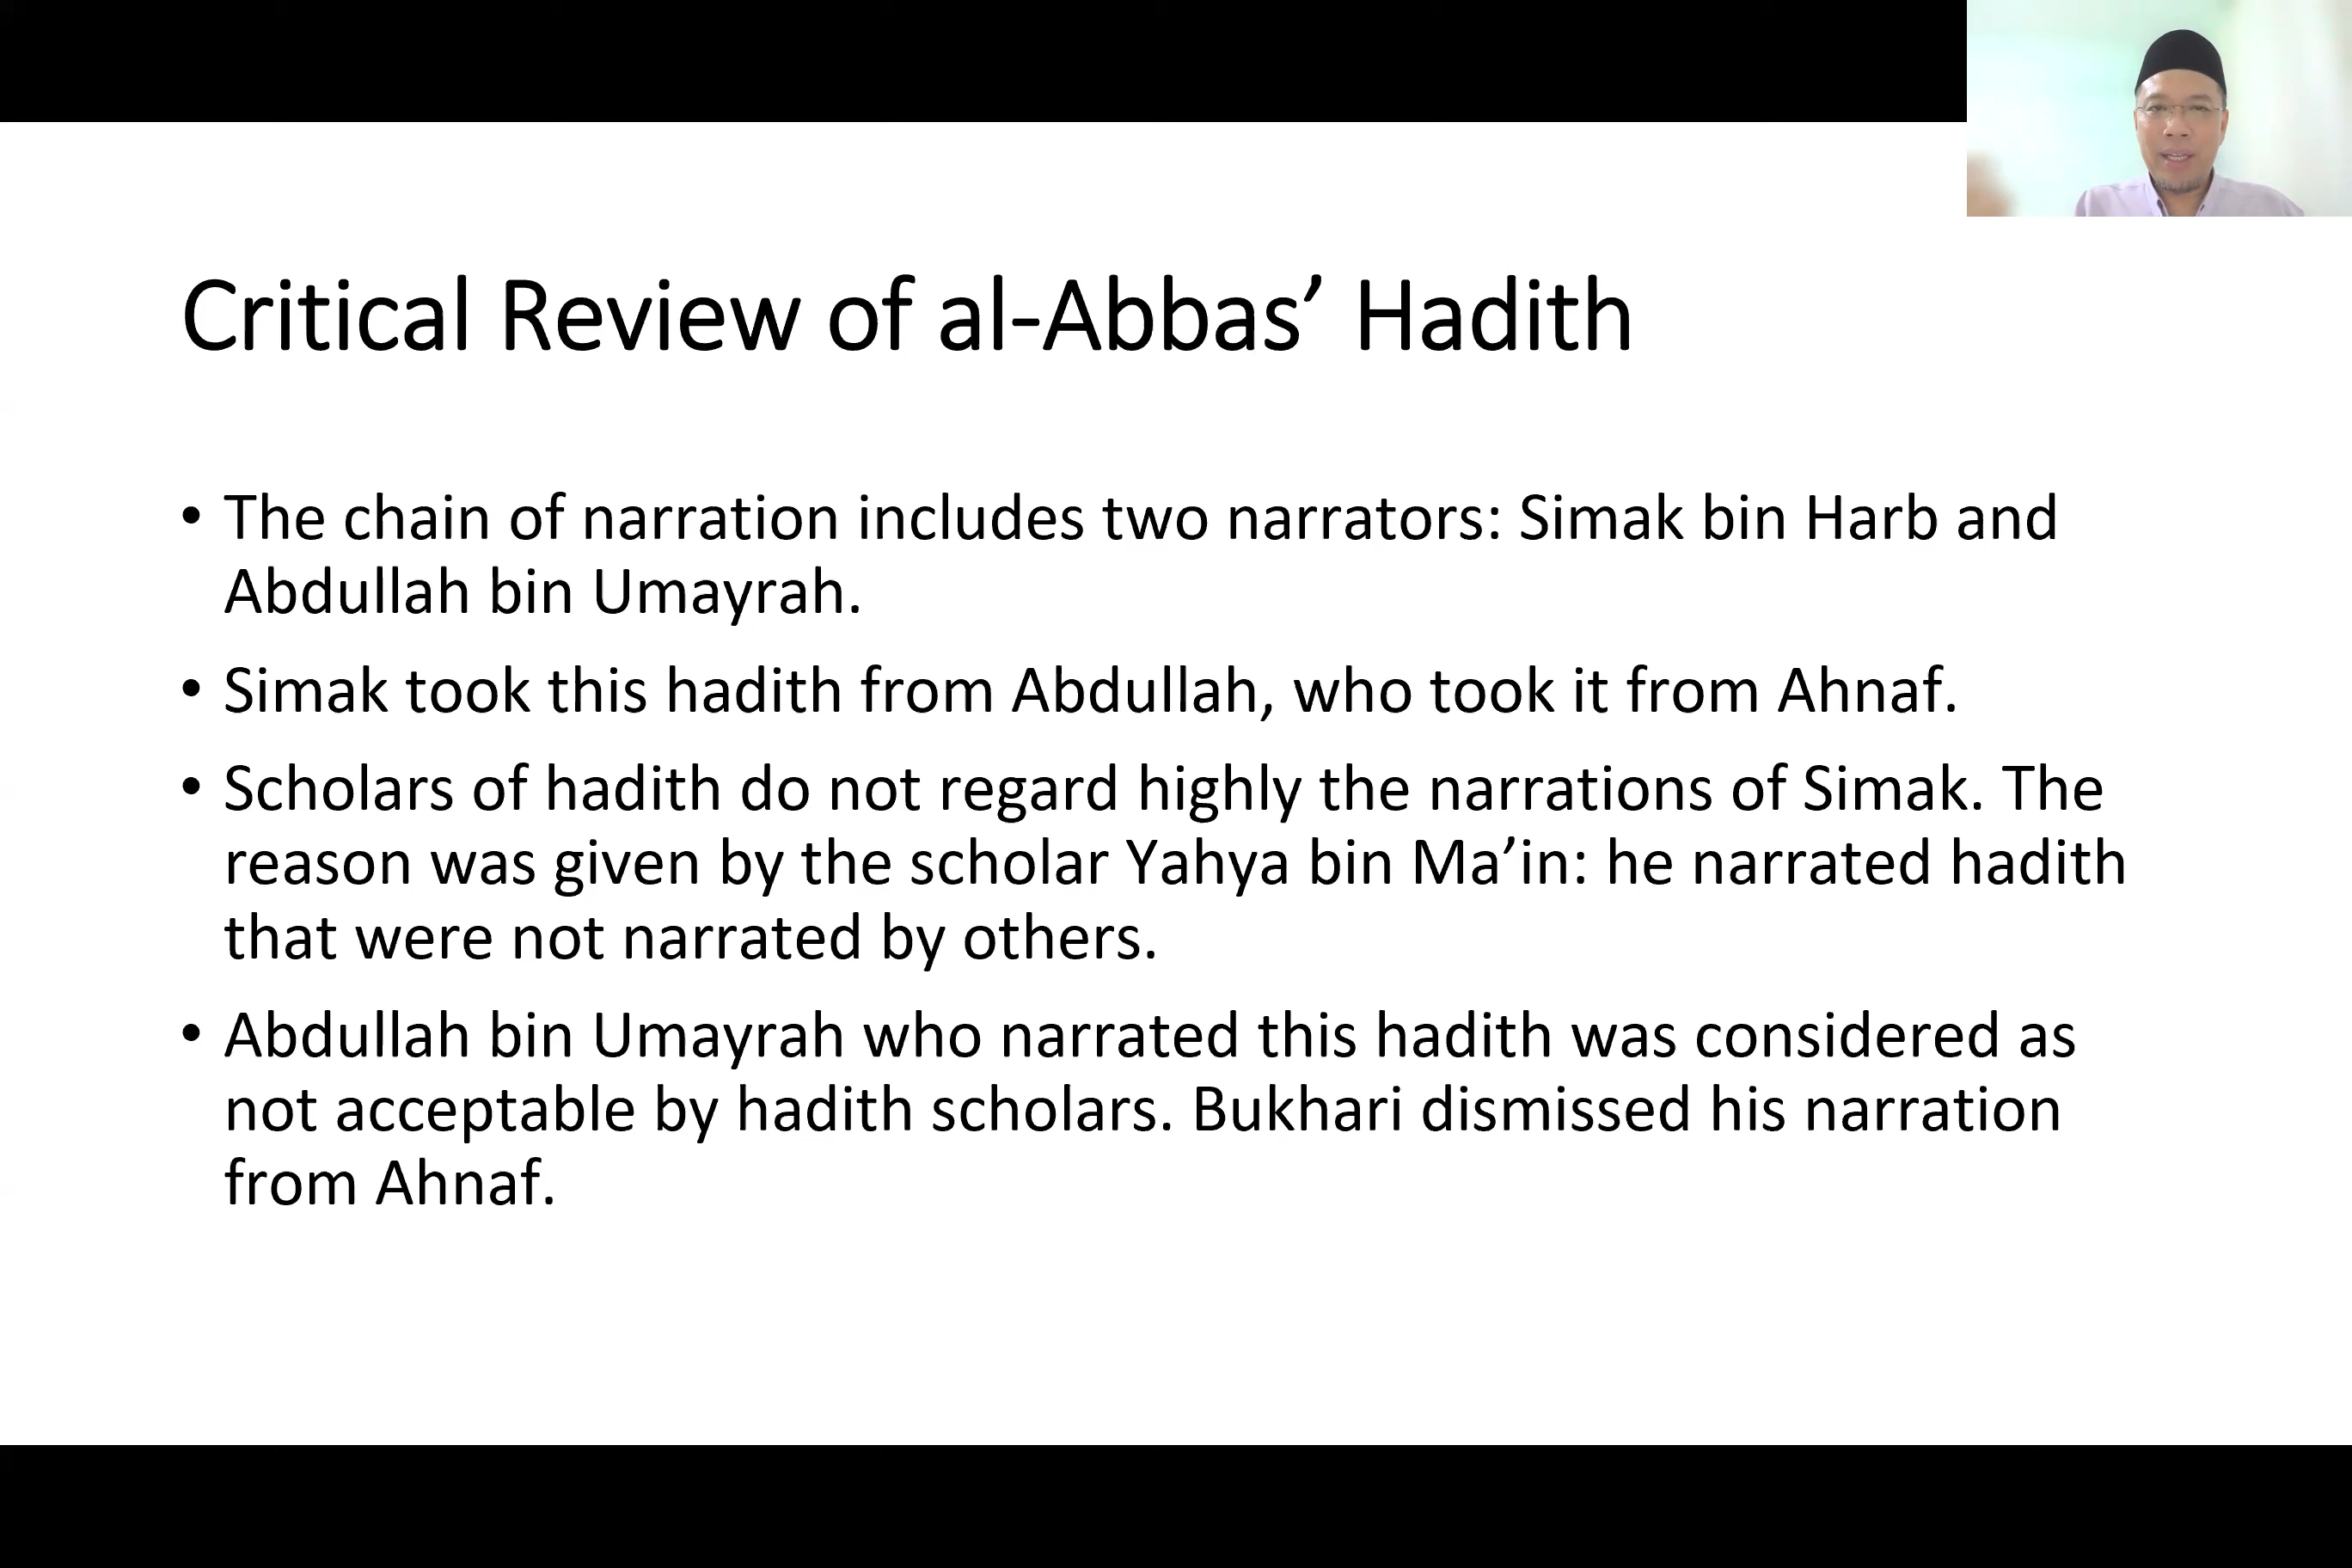 Critical Review of al-Abbas’ Hadith
• The chain of narration includes two narrators: Simak bin Harb and
Abdullah bin Umayrah.
• Simak took this hadith from Abdullah, who took it from Ahnaf.
• Scholars of hadith do not regard highly the narrations of Simak. The
reason was given by the scholar Yahya bin Ma’in: he narrated hadith
that were not narrated by others.
• Abdullah bin Umayrah who narrated this hadith was considered as
not acceptable by hadith scholars. Bukhari dismissed his narration
from Ahnaf.